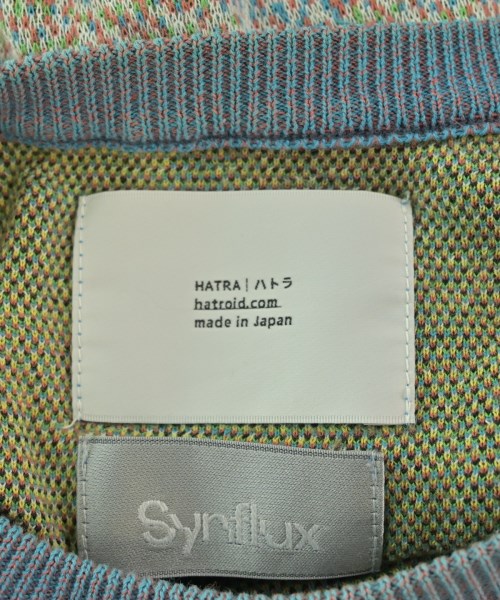 HATRA | ハトラ
hatroid.com
made in Japan
Synflux